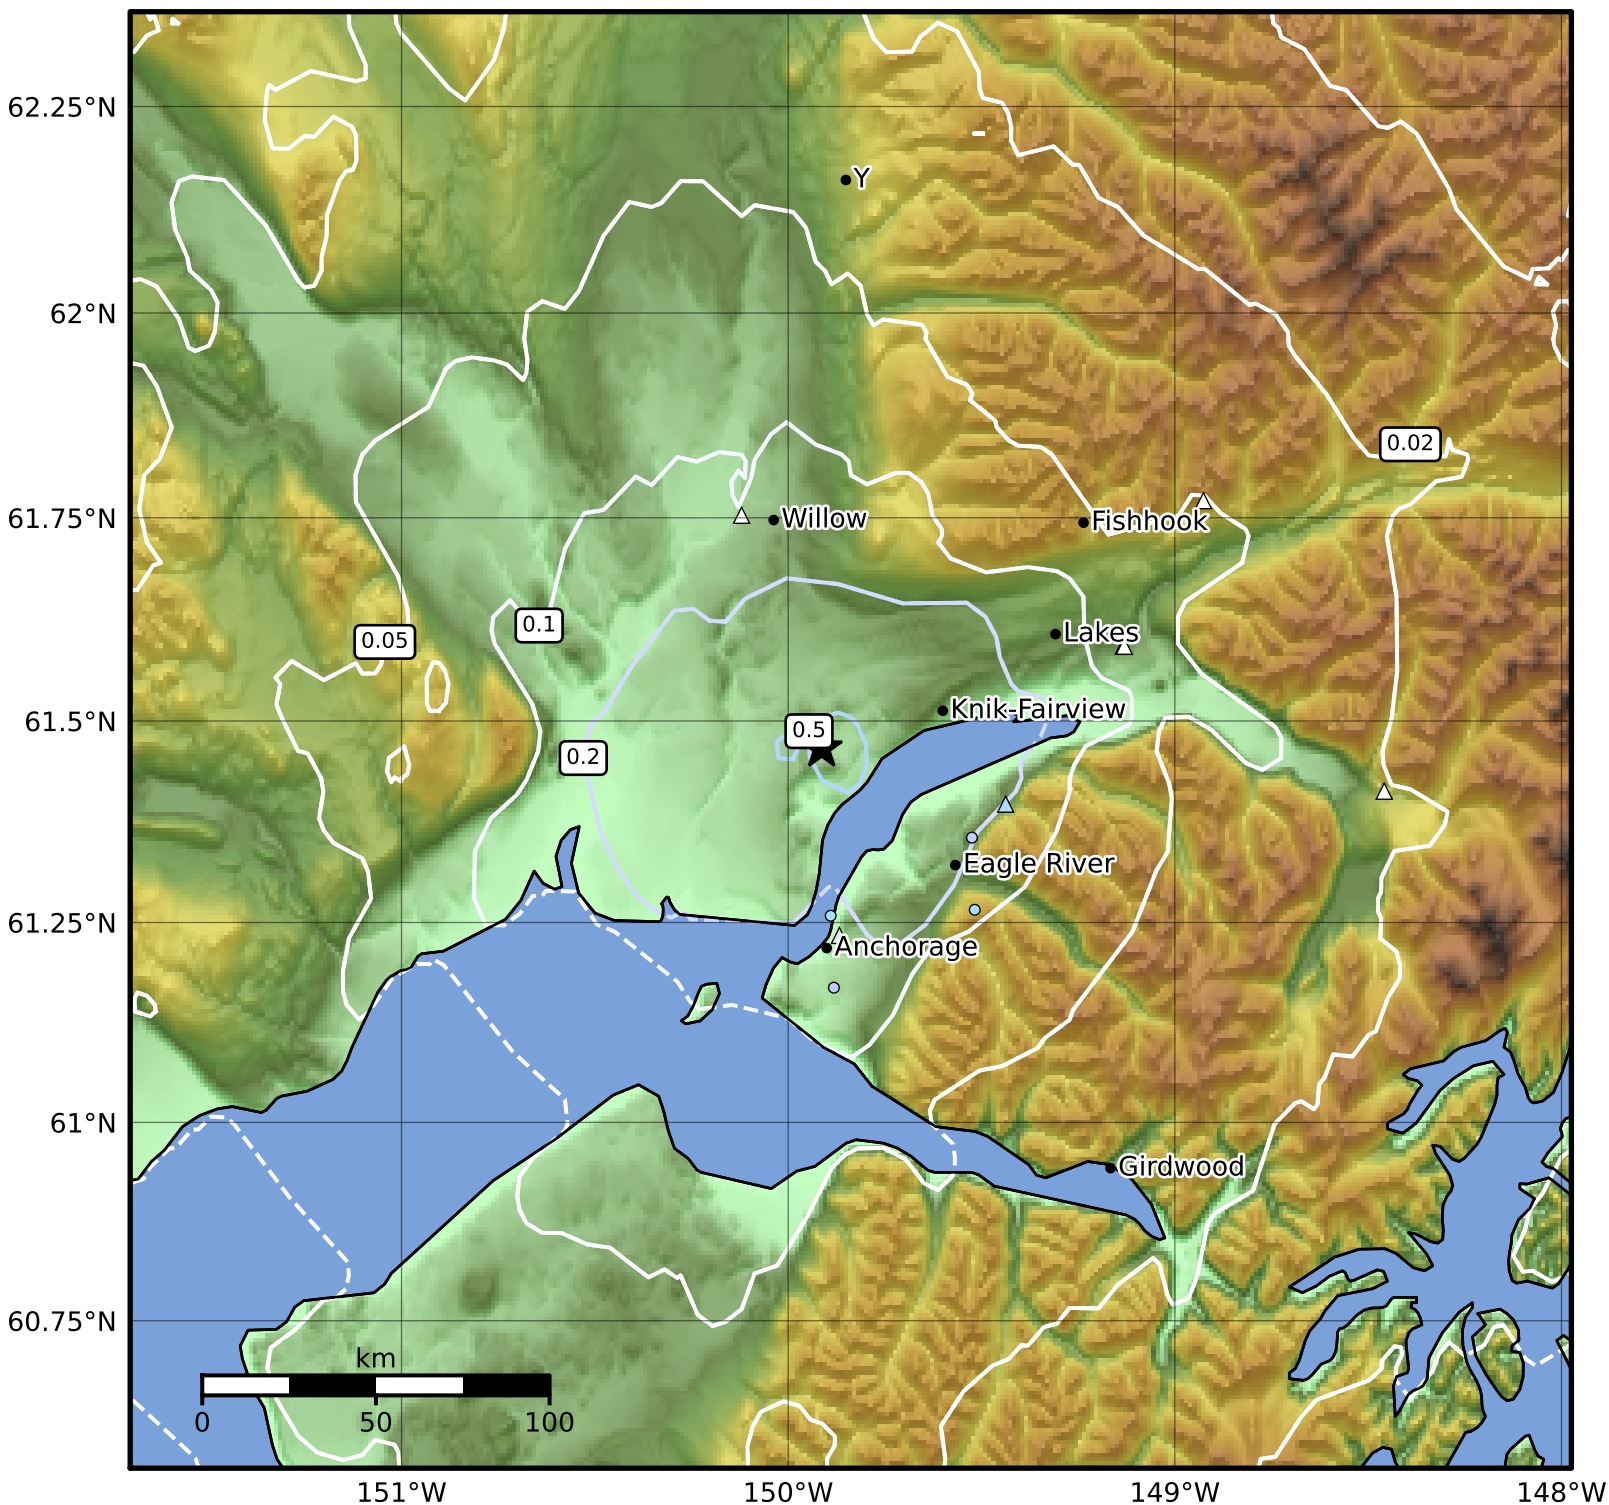 62.25°N
Y
62°N
0.02
61.75°N
Willow
Fishhook
0.1
0.05
Lakes
61.5°N
Knik-Fairview
0.5
0.2
Eagle River
61.25°N
Anchorage
61°N
Girdwood
60.75°N
km
0 50 100
151°W 150°W 149°W 148°W